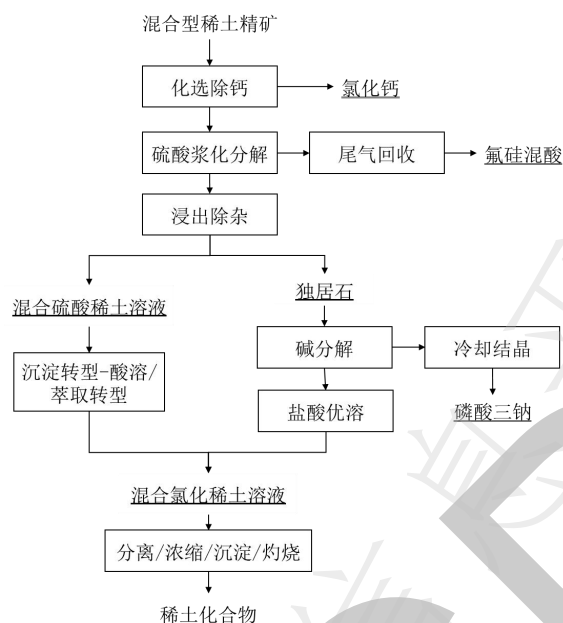 混合型稀土精矿
化选除钙
氯化钙
硫酸浆化分解
尾气回收
氟硅混酸
浸出除杂
混合硫酸稀土溶液
独居石
碱分解
冷却结晶
沉淀转型-酸溶/
萃取转型
盐酸优溶
磷酸三钠
混合氯化稀土溶液
分离/浓缩/沉淀/灼烧
稀土化合物